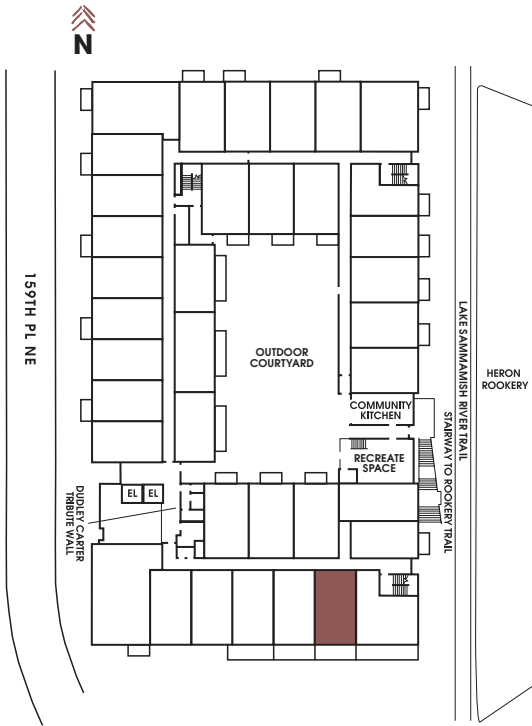 N
159TH PL NE
OUTDOOR
COURTYARD
LAKE SAMMAMISH RIVER TRAIL
HERON
ROOKERY
COMMUNITY
KITCHEN
STAIRWAY TO ROOKERY TRAIL
RECREATE
SPACE
EL EL
DUDLEY CARTER
TRIBUTE WALL